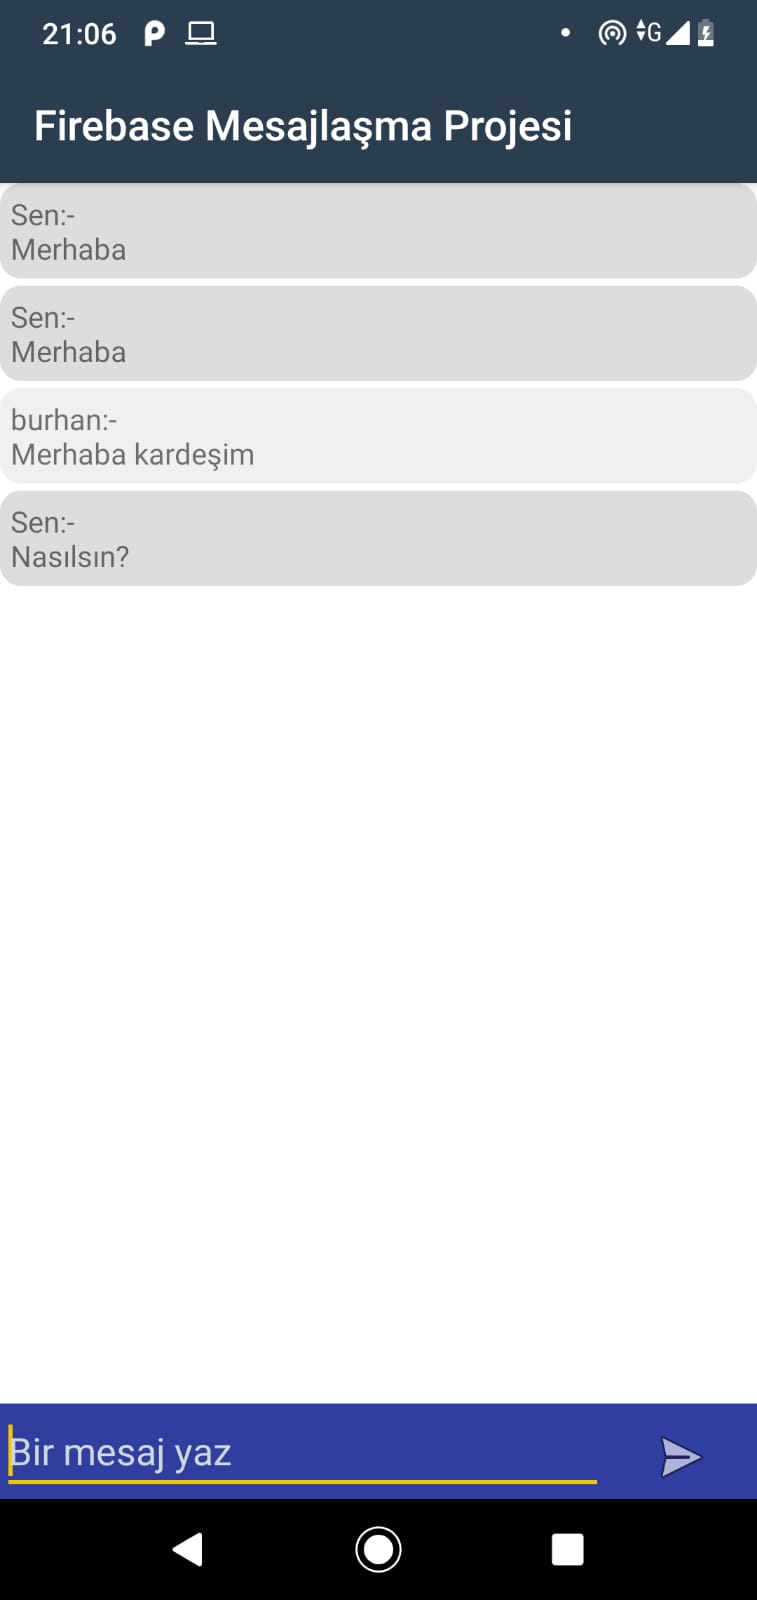 21:06
G
Firebase Mesajlaşma Projesi
Sen:-
Merhaba
Sen:-
Merhaba
burhan:-
Merhaba kardeşim
Sen:-
Nasılsın?
Bir mesaj yaz